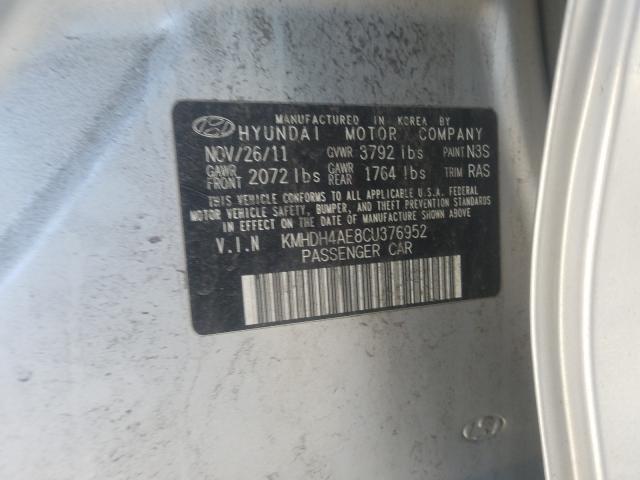 MANUFACTURED IN KOREA BY
HYUNDAI MOTOR COMPANY
NOV/26/11 GVWR 3792 lbs PAINT N3S
GAWR FRONT 2072 lbs GAWR REAR 1764 lbs TRIM RAS
THIS VEHICLE CONFORMS TO ALL APPLICABLE U.S.A. FEDERAL
MOTOR VEHICLE SAFETY, BUMPER, AND THEFT PREVENTION STANDARDS
IN EFFECT ON THE DATE OF MANUFACTURE SHOWN ABOVE.
V.I.N KMHDH4AE8CU376952
PASSENGER CAR